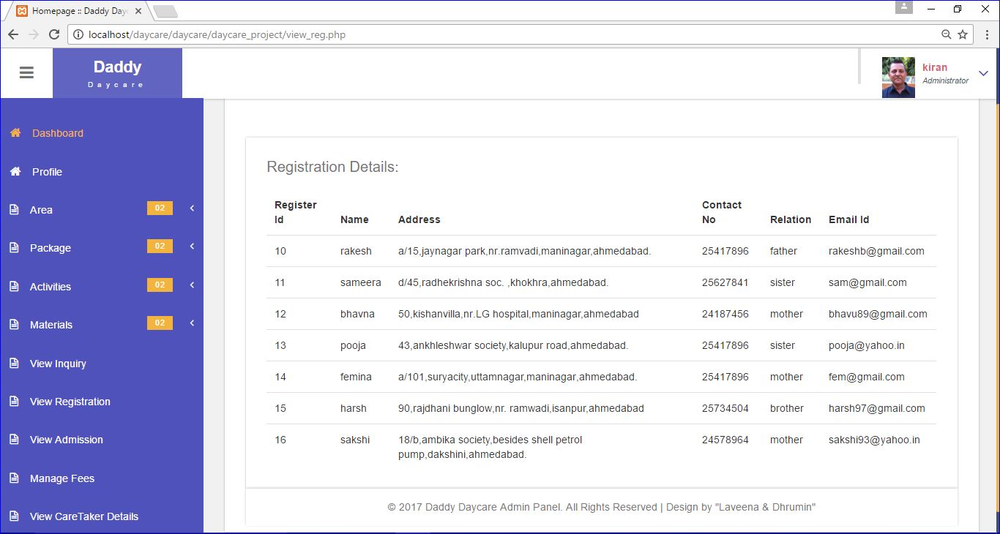 Homepage :: Daddy Day
localhost/daycare/daycare/daycare_project/view_reg.php
Daddy
Daycare
kiran
Administrator
Dashboard
Profile
Area 02
Package 02
Activities 02
Materials 02
View Inquiry
View Registration
View Admission
Manage Fees
View CareTaker Details
Registration Details:
Register Id Name Address Contact No Relation Email Id
10 rakesh a/15,jaynagar park,nr.ramvadi,maninagar,ahmedabad. 25417896 father rakeshb@gmail.com
11 sameera d/45,radhekrishna soc. ,khokhra,ahmedabad. 25627841 sister sam@gmail.com
12 bhavna 50,kishanvilla,nr.LG hospital,maninagar,ahmedabad 24187456 mother bhavu89@gmail.com
13 pooja 43,ankhleshwar society,kalupur road,ahmedabad. 25417896 sister pooja@yahoo.in
14 femina a/101,suryacity,uttamnagar,maninagar,ahmedabad. 25417896 mother fem@gmail.com
15 harsh 90,rajdhani bunglow,nr. ramwadi,isanpur,ahmedabad 25734504 brother harsh97@gmail.com
16 sakshi 18/b,ambika society,besides shell petrol 24578964 mother sakshi93@yahoo.in
pump,dakshini,ahmedabad.
© 2017 Daddy Daycare Admin Panel. All Rights Reserved | Design by "Laveena & Dhrumin"